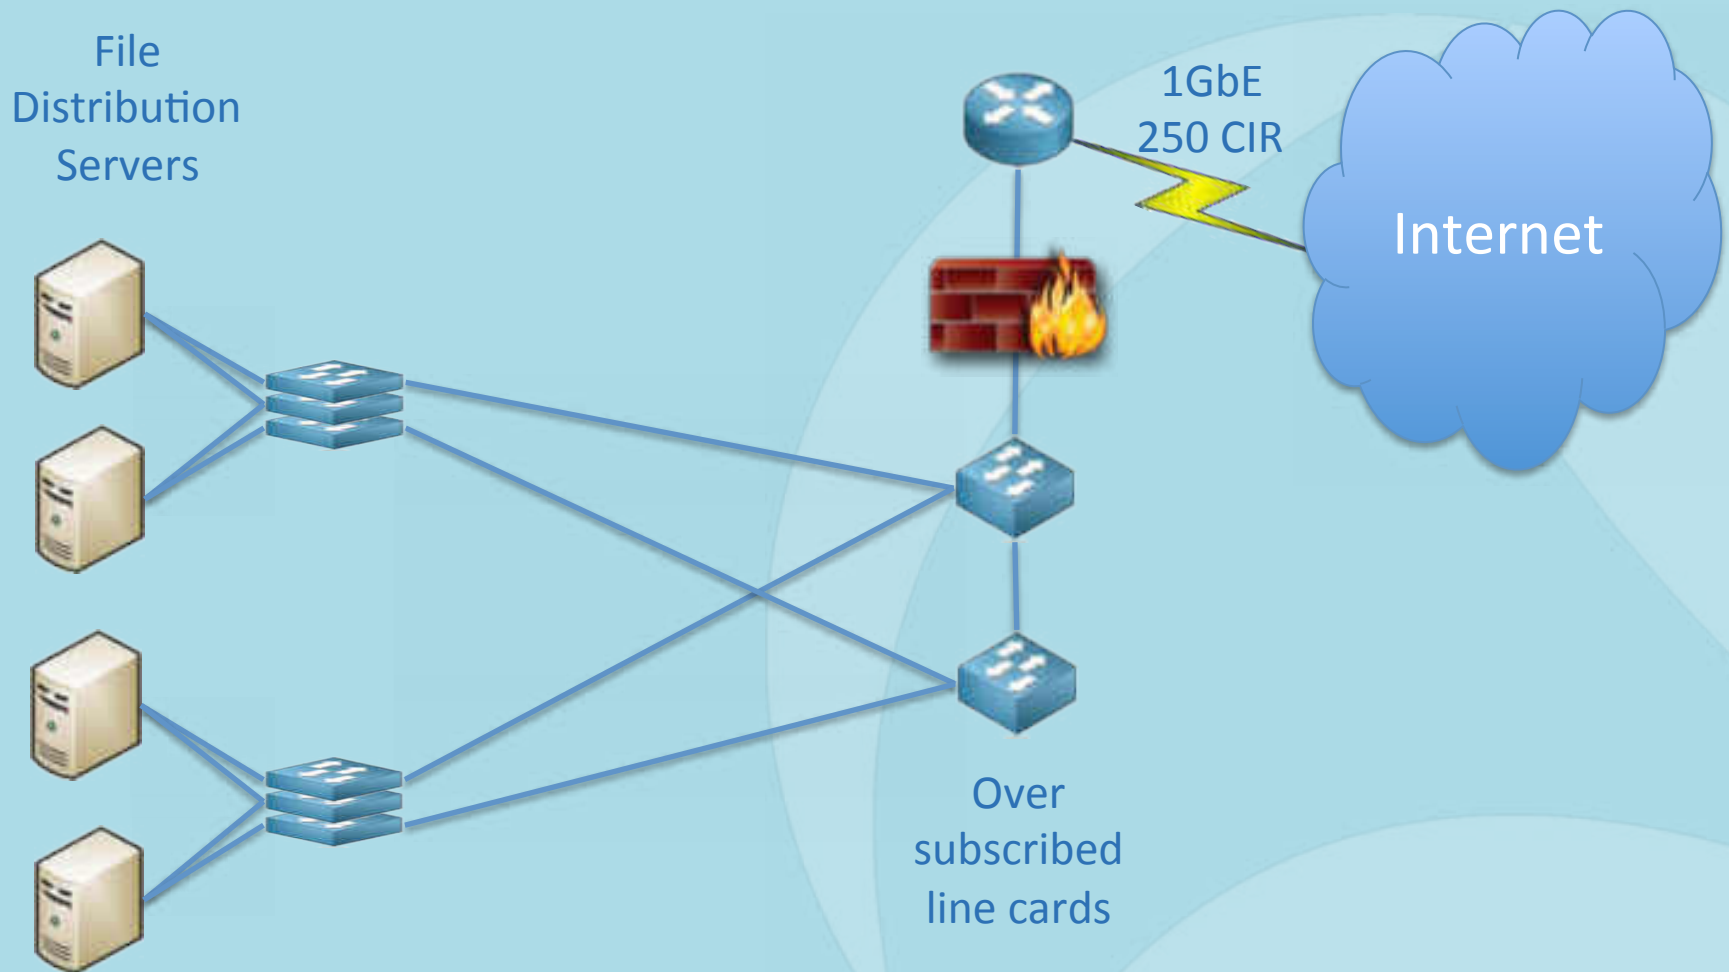 File
Distribution
Servers
1GbE
250 CIR
Internet
Over
subscribed
line cards